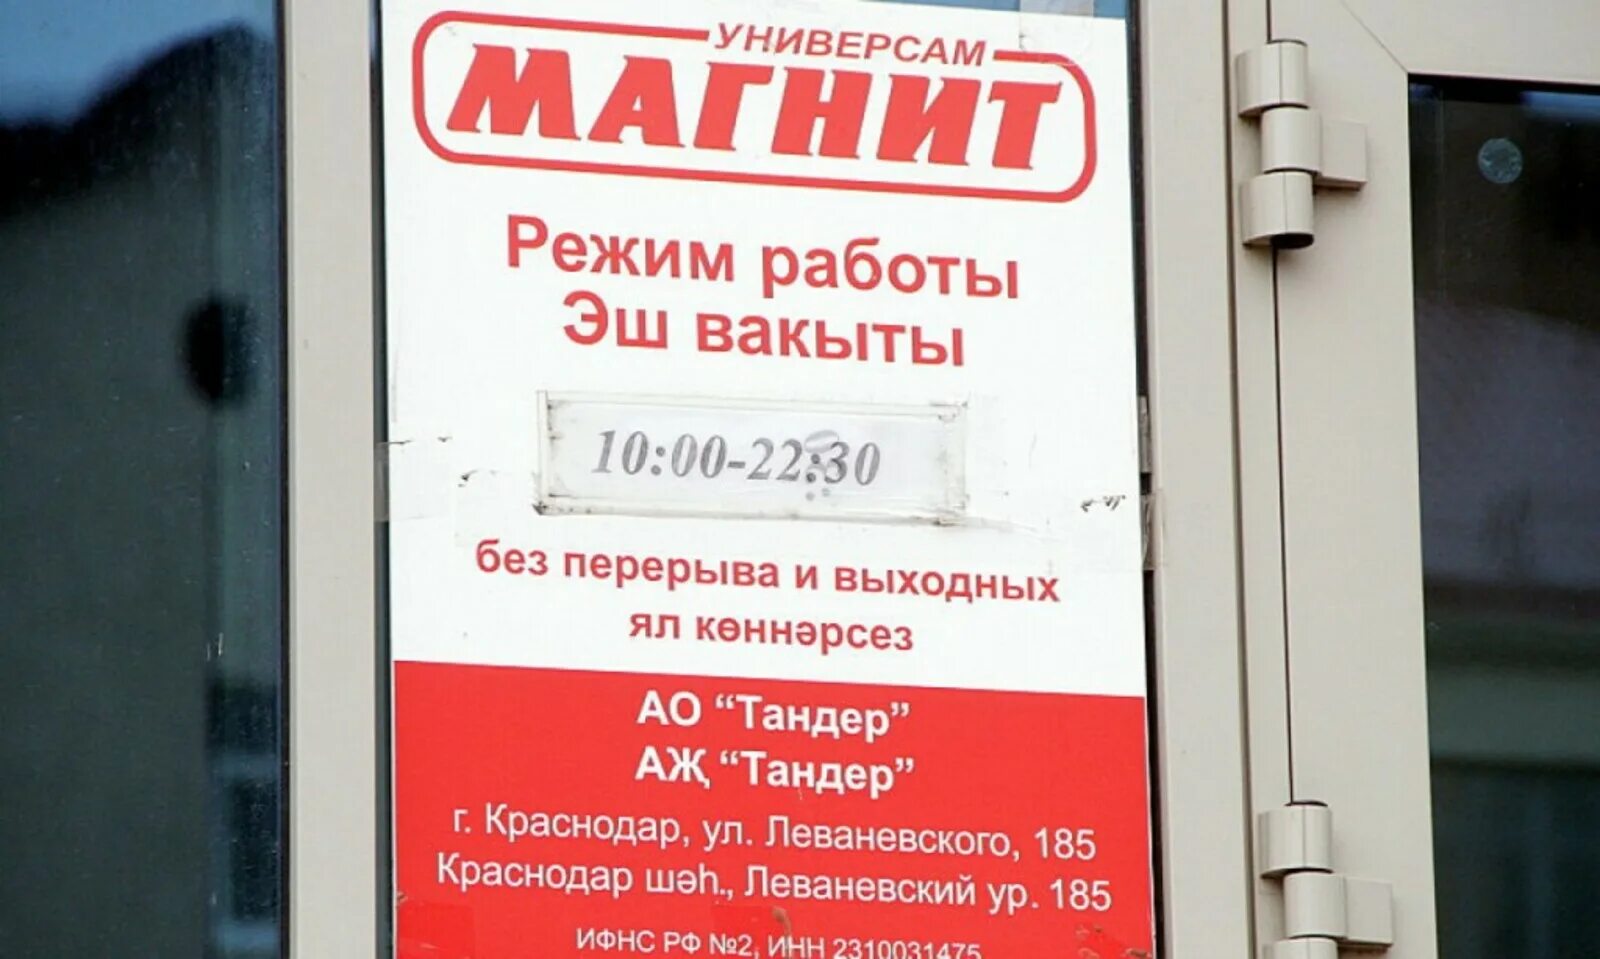 УНИВЕРСАМ
МАГНИТ
Режим работы
Эш вакыты
10:00-22:30
без перерыва и выходных
ял көннәрсез
АО “Тандер”
АҖ “Тандер”
г. Краснодар, ул. Леваневского, 185
Краснодар шәһ., Леваневский ур. 185
ИФНС РФ №2, ИНН 2310031475